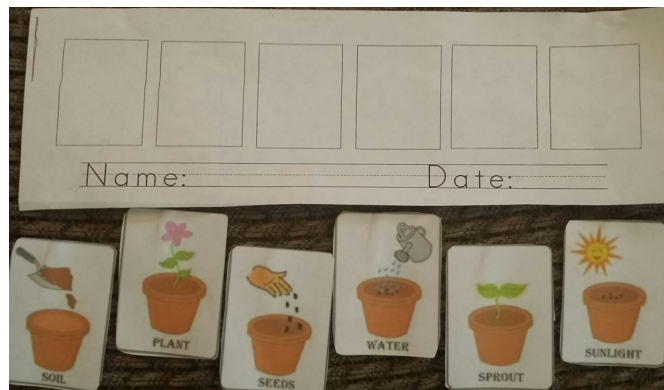 Name: Date:
SOIL
PLANT
SEEDS
WATER
SPROUT
SUNLIGHT